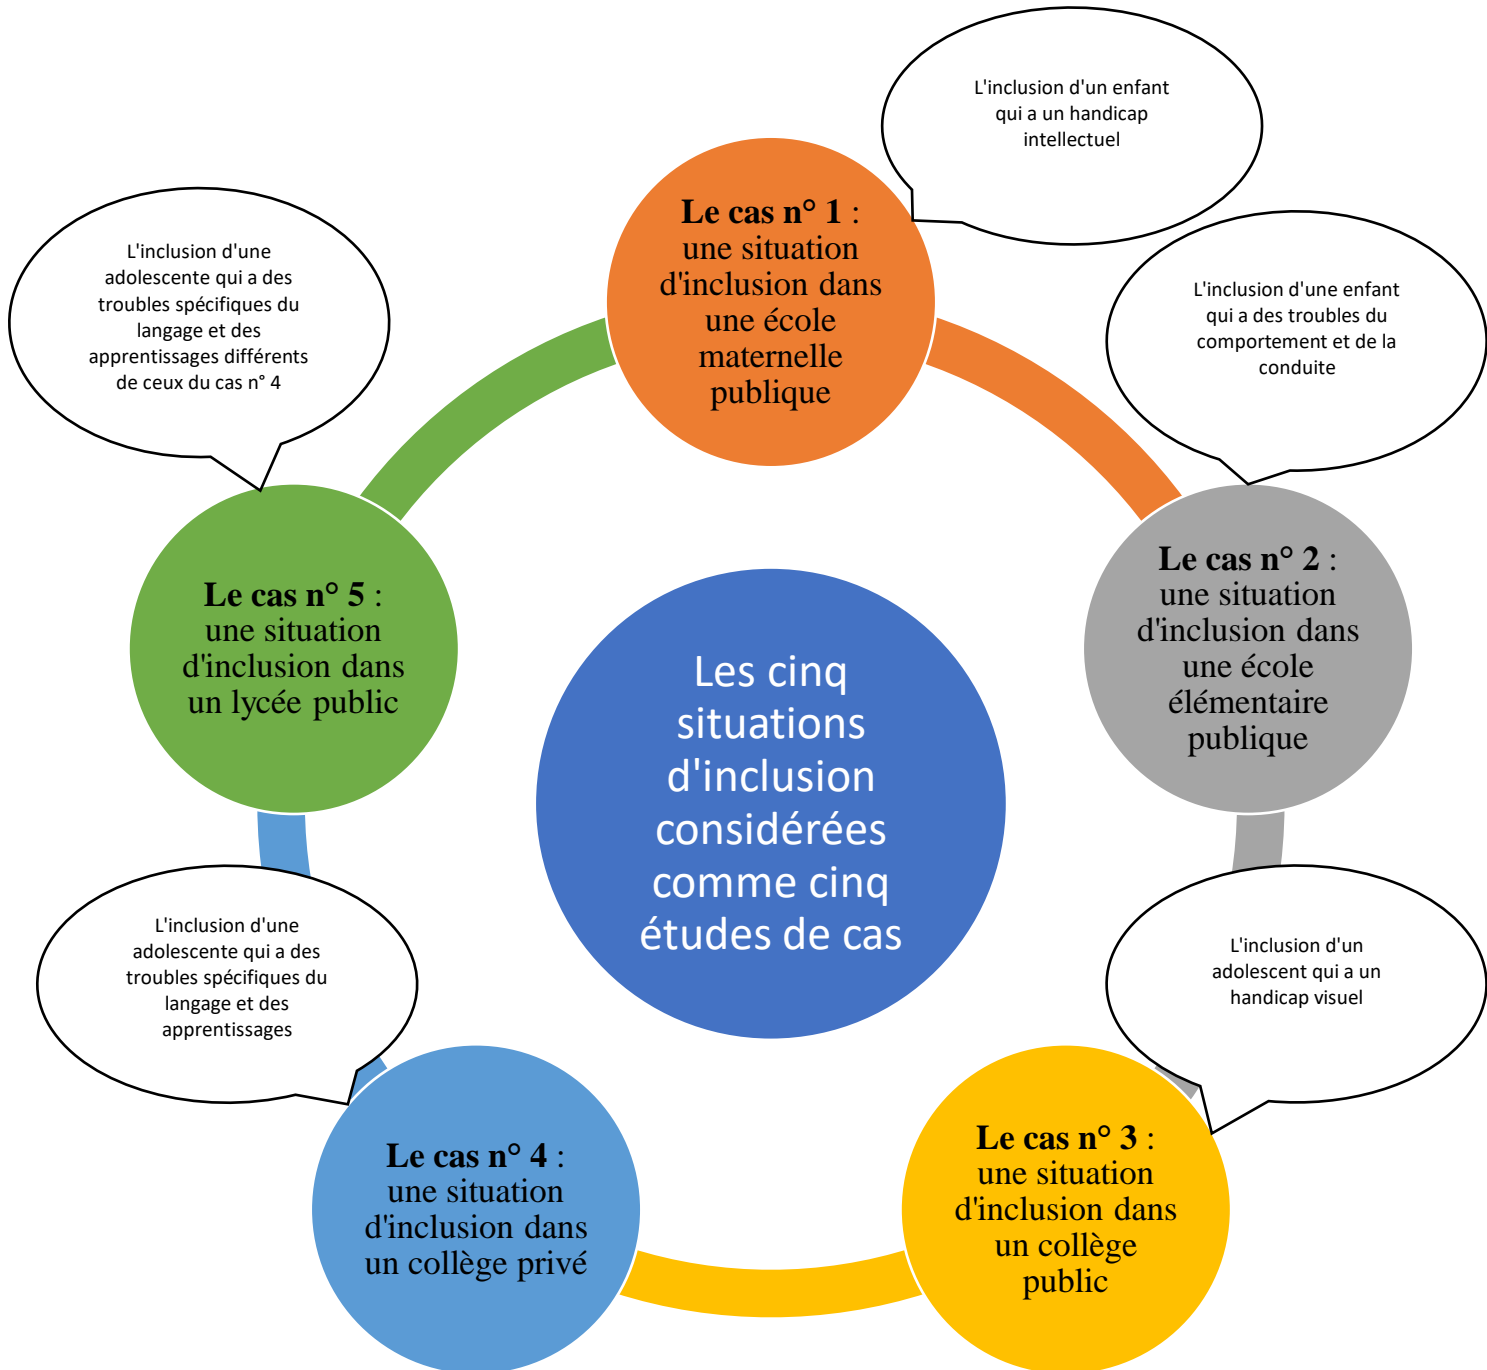 L'inclusion d'un enfant
qui a un handicap
intellectuel
Le cas n° 1 :
une situation
d'inclusion dans
une école
maternelle
publique
L'inclusion d'une enfant
qui a des troubles du
comportement et de la
conduite
Le cas n° 2 :
une situation
d'inclusion dans
une école
élémentaire
publique
L'inclusion d'un
adolescent qui a un
handicap visuel
Le cas n° 3 :
une situation
d'inclusion dans
un collège
public
L'inclusion d'une
adolescente qui a des
troubles spécifiques du
langage et des
apprentissages
Le cas n° 4 :
une situation
d'inclusion dans
un collège privé
L'inclusion d'une
adolescente qui a des
troubles spécifiques du
langage et des
apprentissages différents
de ceux du cas n° 4
Le cas n° 5 :
une situation
d'inclusion dans
un lycée public
Les cinq
situations
d'inclusion
considérées
comme cinq
études de cas